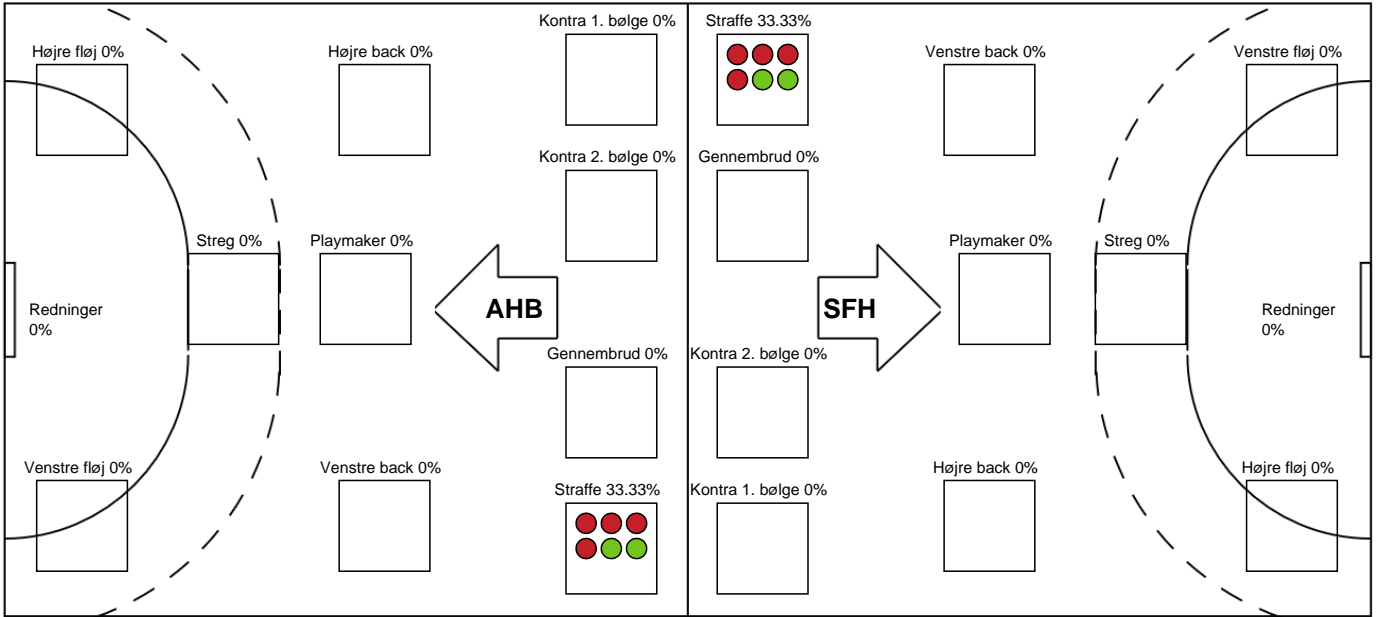 Kontra 1. bølge 0%
Straffe 33.33%
Højre fløj 0%
Højre back 0%
Venstre back 0%
Venstre fløj 0%
Kontra 2. bølge 0%
Gennembrud 0%
Streg 0%
Playmaker 0%
Playmaker 0%
Streg 0%
Redninger
0%
AHB
SFH
Redninger
0%
Gennembrud 0%
Kontra 2. bølge 0%
Venstre fløj 0%
Venstre back 0%
Højre back 0%
Højre fløj 0%
Straffe 33.33%
Kontra 1. bølge 0%